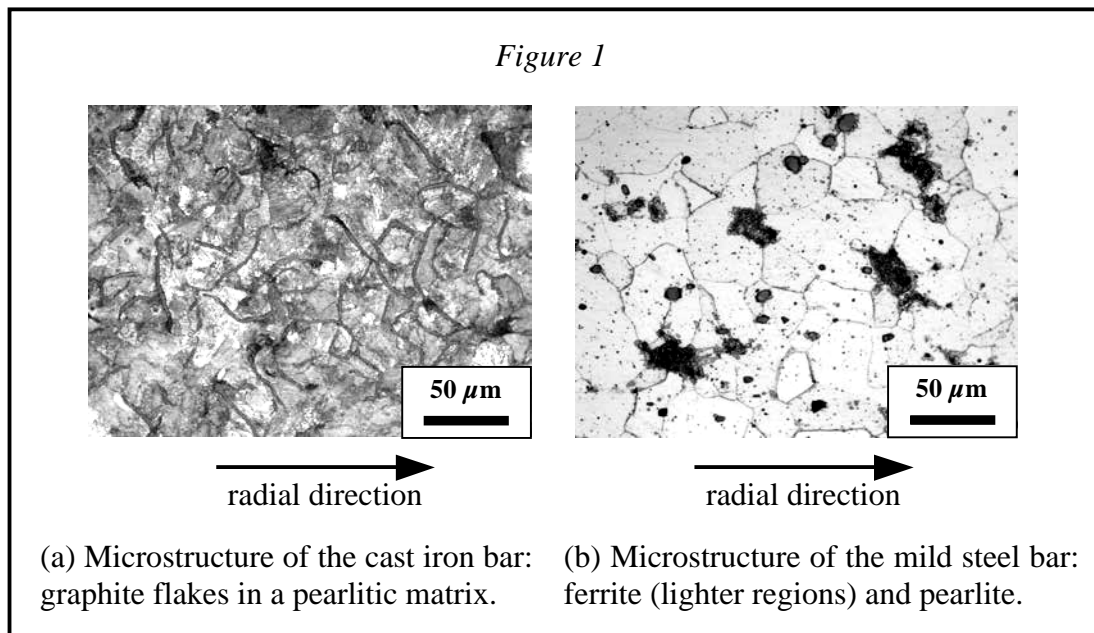 Figure 1
50 µm
50 µm
radial direction
radial direction
(a) Microstructure of the cast iron bar:
graphite flakes in a pearlitic matrix.
(b) Microstructure of the mild steel bar:
ferrite (lighter regions) and pearlite.